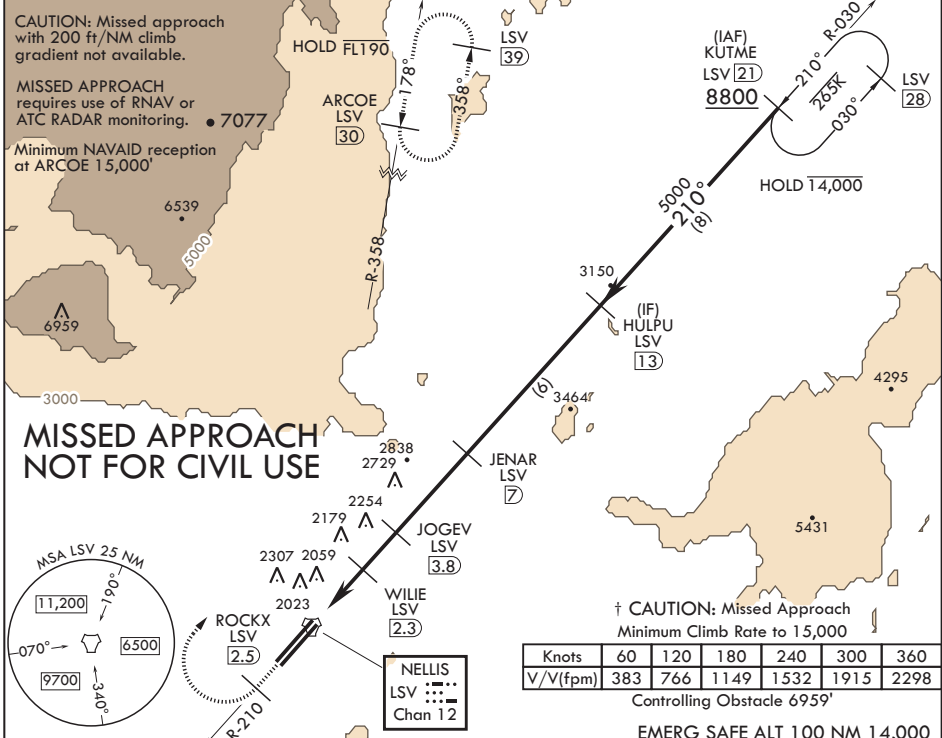 CAUTION: Missed approach
with 200 ft/NM climb
gradient not available.
MISSED APPROACH
requires use of RNAV or
ATC RADAR monitoring.
Minimum NAVAID reception
at ARCOE 15,000'
7077
6539
5000
6959
3000
HOLD FL190
178°
358°
LSV
39
ARCOE
LSV
30
R-358
(IAF)
KUTME
LSV 21
8800
R-030
210°
265K
030°
LSV
28
HOLD 14,000
5000
210°
(8)
3150
(IF)
HULPU
LSV
13
(6)
3464
4295
5431
MISSED APPROACH
NOT FOR CIVIL USE
2838
2729
JENAR
LSV
7
2254
2179
JOGEV
LSV
3.8
2307
2059
2023
WILIE
LSV
2.3
ROCKX
LSV
2.5
R-210
MSA LSV 25 NM
190°
11,200
070°
6500
9700
340°
NELLIS
LSV
Chan 12
† CAUTION: Missed Approach
Minimum Climb Rate to 15,000
Knots 60 120 180 240 300 360
V/V(fpm) 383 766 1149 1532 1915 2298
Controlling Obstacle 6959'
EMERG SAFE ALT 100 NM 14,000